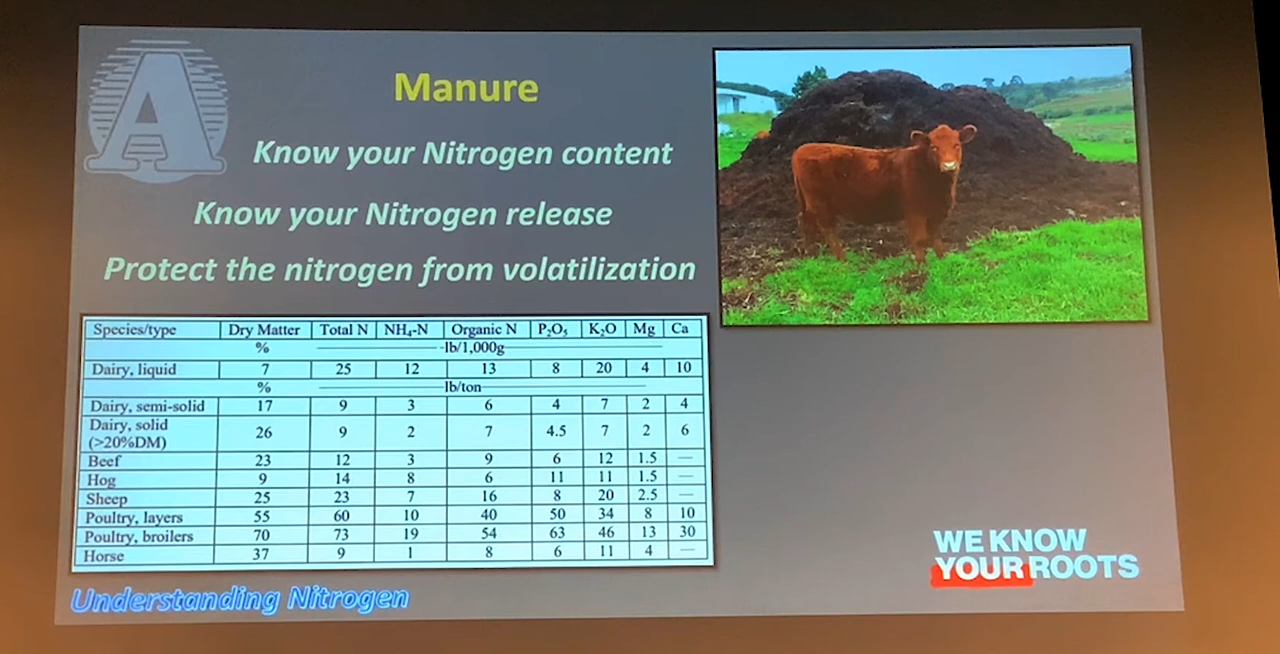 A
Manure
Know your Nitrogen content
Know your Nitrogen release
Protect the nitrogen from volatilization
Species/type Dry Matter Total N NH₄-N Organic N P₂O₅ K₂O Mg Ca
% lb/1,000g
Dairy, liquid 7 25 12 13 8 20 4 10
% lb/ton
Dairy, semi-solid 17 9 3 6 4 7 2 4
Dairy, solid
(>20%DM) 26 9 2 7 4.5 7 2 6
Beef 23 12 3 9 6 12 1.5 —
Hog 9 14 8 6 11 11 1.5 —
Sheep 25 23 7 16 8 20 2.5 —
Poultry, layers 55 60 10 40 50 34 8 10
Poultry, broilers 70 73 19 54 63 46 13 30
Horse 37 9 1 8 6 11 4 —
Understanding Nitrogen
WE KNOW
YOUR ROOTS